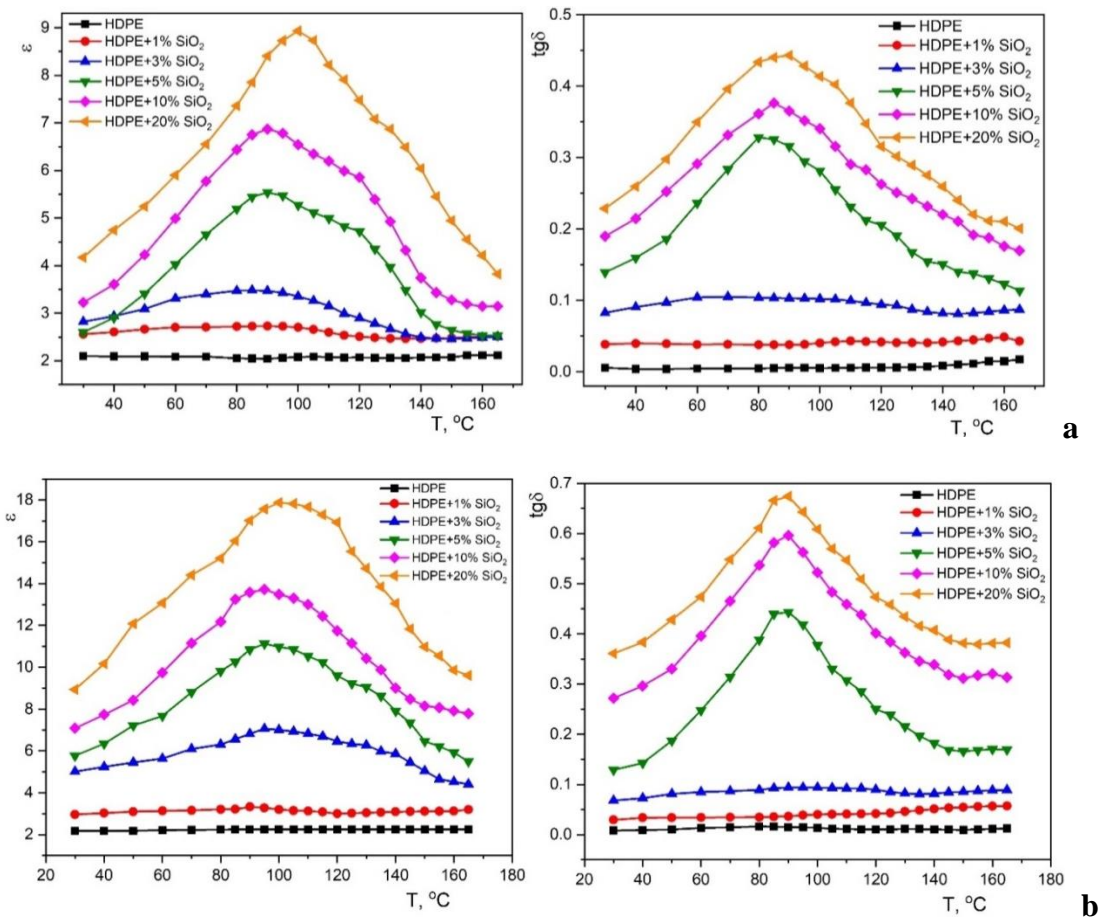 ε
9
8
7
6
5
4
3
2
HDPE
HDPE+1% SiO₂
HDPE+3% SiO₂
HDPE+5% SiO₂
HDPE+10% SiO₂
HDPE+20% SiO₂
40 60 80 100 120 140 160
T, °C
tgδ
0.5
0.4
0.3
0.2
0.1
0.0
HDPE
HDPE+1% SiO₂
HDPE+3% SiO₂
HDPE+5% SiO₂
HDPE+10% SiO₂
HDPE+20% SiO₂
40 60 80 100 120 140 160
T, °C
a
ε
18
16
14
12
10
8
6
4
2
HDPE
HDPE+1% SiO₂
HDPE+3% SiO₂
HDPE+5% SiO₂
HDPE+10% SiO₂
HDPE+20% SiO₂
20 40 60 80 100 120 140 160 180
T, °C
tgδ
0.7
0.6
0.5
0.4
0.3
0.2
0.1
0.0
HDPE
HDPE+1% SiO₂
HDPE+3% SiO₂
HDPE+5% SiO₂
HDPE+10% SiO₂
HDPE+20% SiO₂
20 40 60 80 100 120 140 160 180
T, °C
b